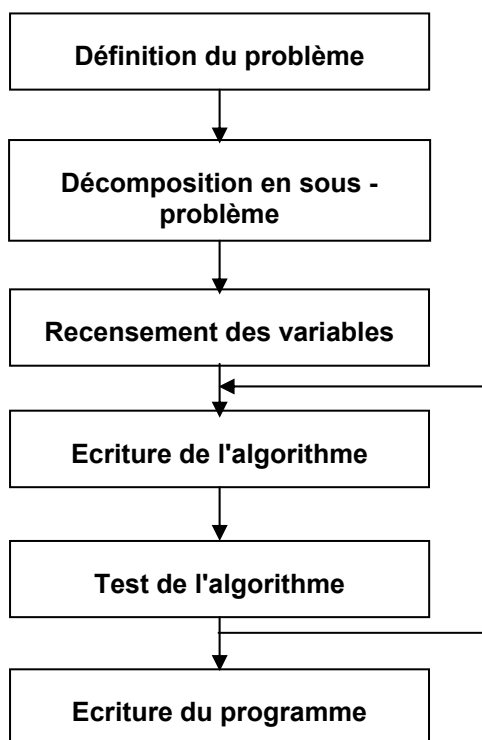 Définition du problème
Décomposition en sous -
problème
Recensement des variables
Ecriture de l'algorithme
Test de l'algorithme
Ecriture du programme